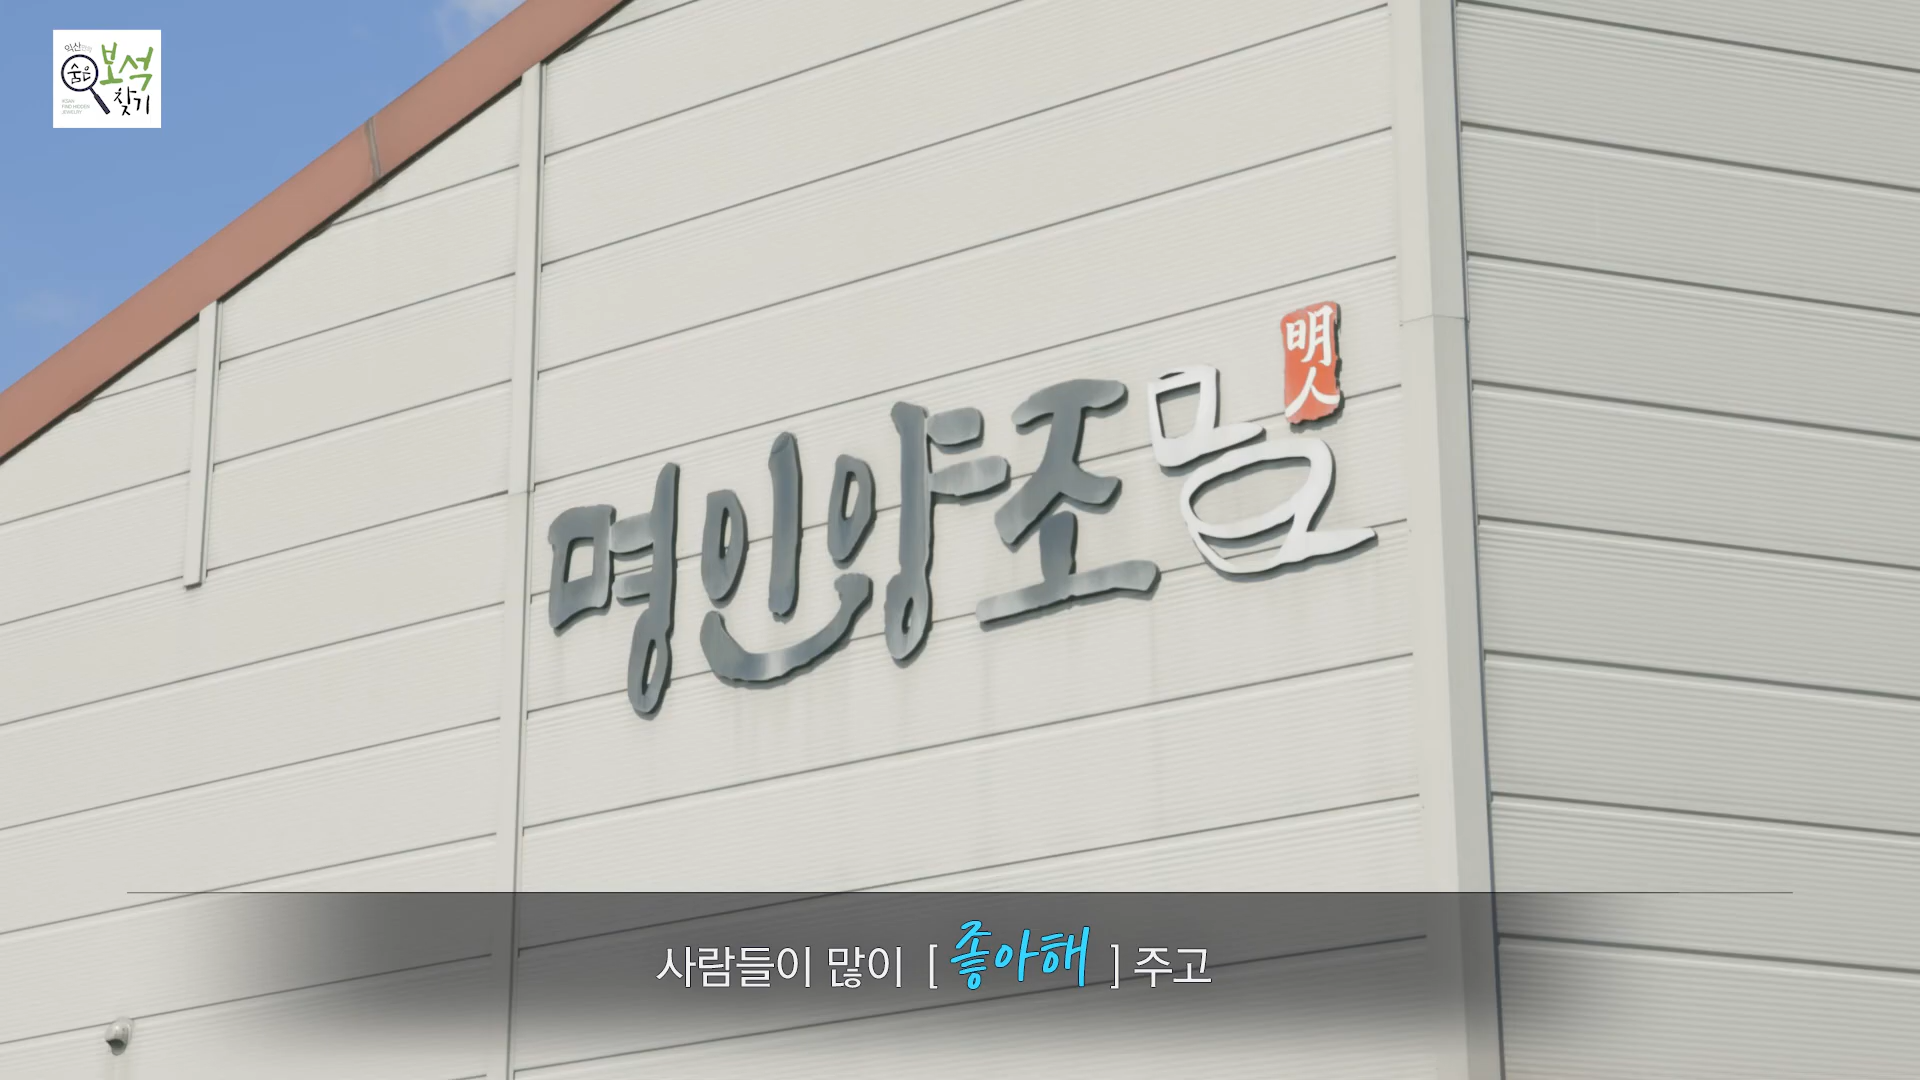 익산
숨은 보석
찾기
明人
명인양조
사람들이 많이 [ 좋아해 ] 주고